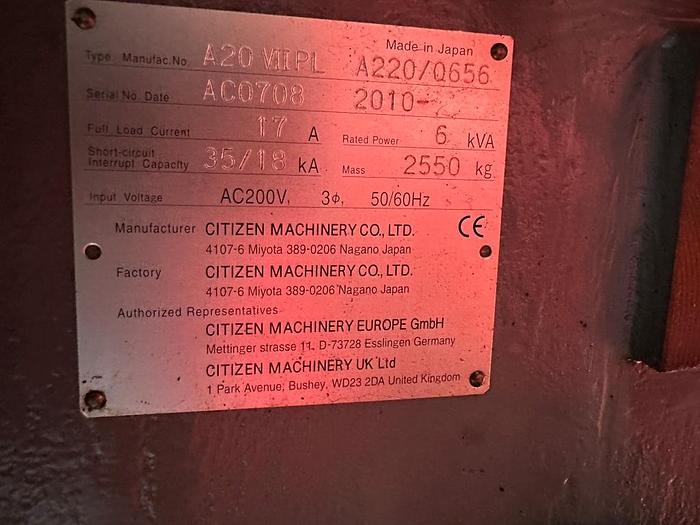 Made in Japan
Type Manufac.No. A20 VIIPL A220/0656
Serial No. Date AC0708 2010-
Full Load Current 17 A Rated Power 6 kVA
Short-circuit
Interrupt Capacity 35/18 kA Mass 2550 kg
Input Voltage AC200V, 3ϕ, 50/60Hz
Manufacturer CITIZEN MACHINERY CO., LTD. CE
4107-6 Miyota 389-0206 Nagano Japan
Factory CITIZEN MACHINERY CO., LTD.
4107-6 Miyota 389-0206 Nagano Japan
Authorized Representatives
CITIZEN MACHINERY EUROPE GmbH
Mettinger strasse 11, D-73728 Esslingen Germany
CITIZEN MACHINERY UK Ltd
1 Park Avenue, Bushey, WD23 2DA United Kingdom